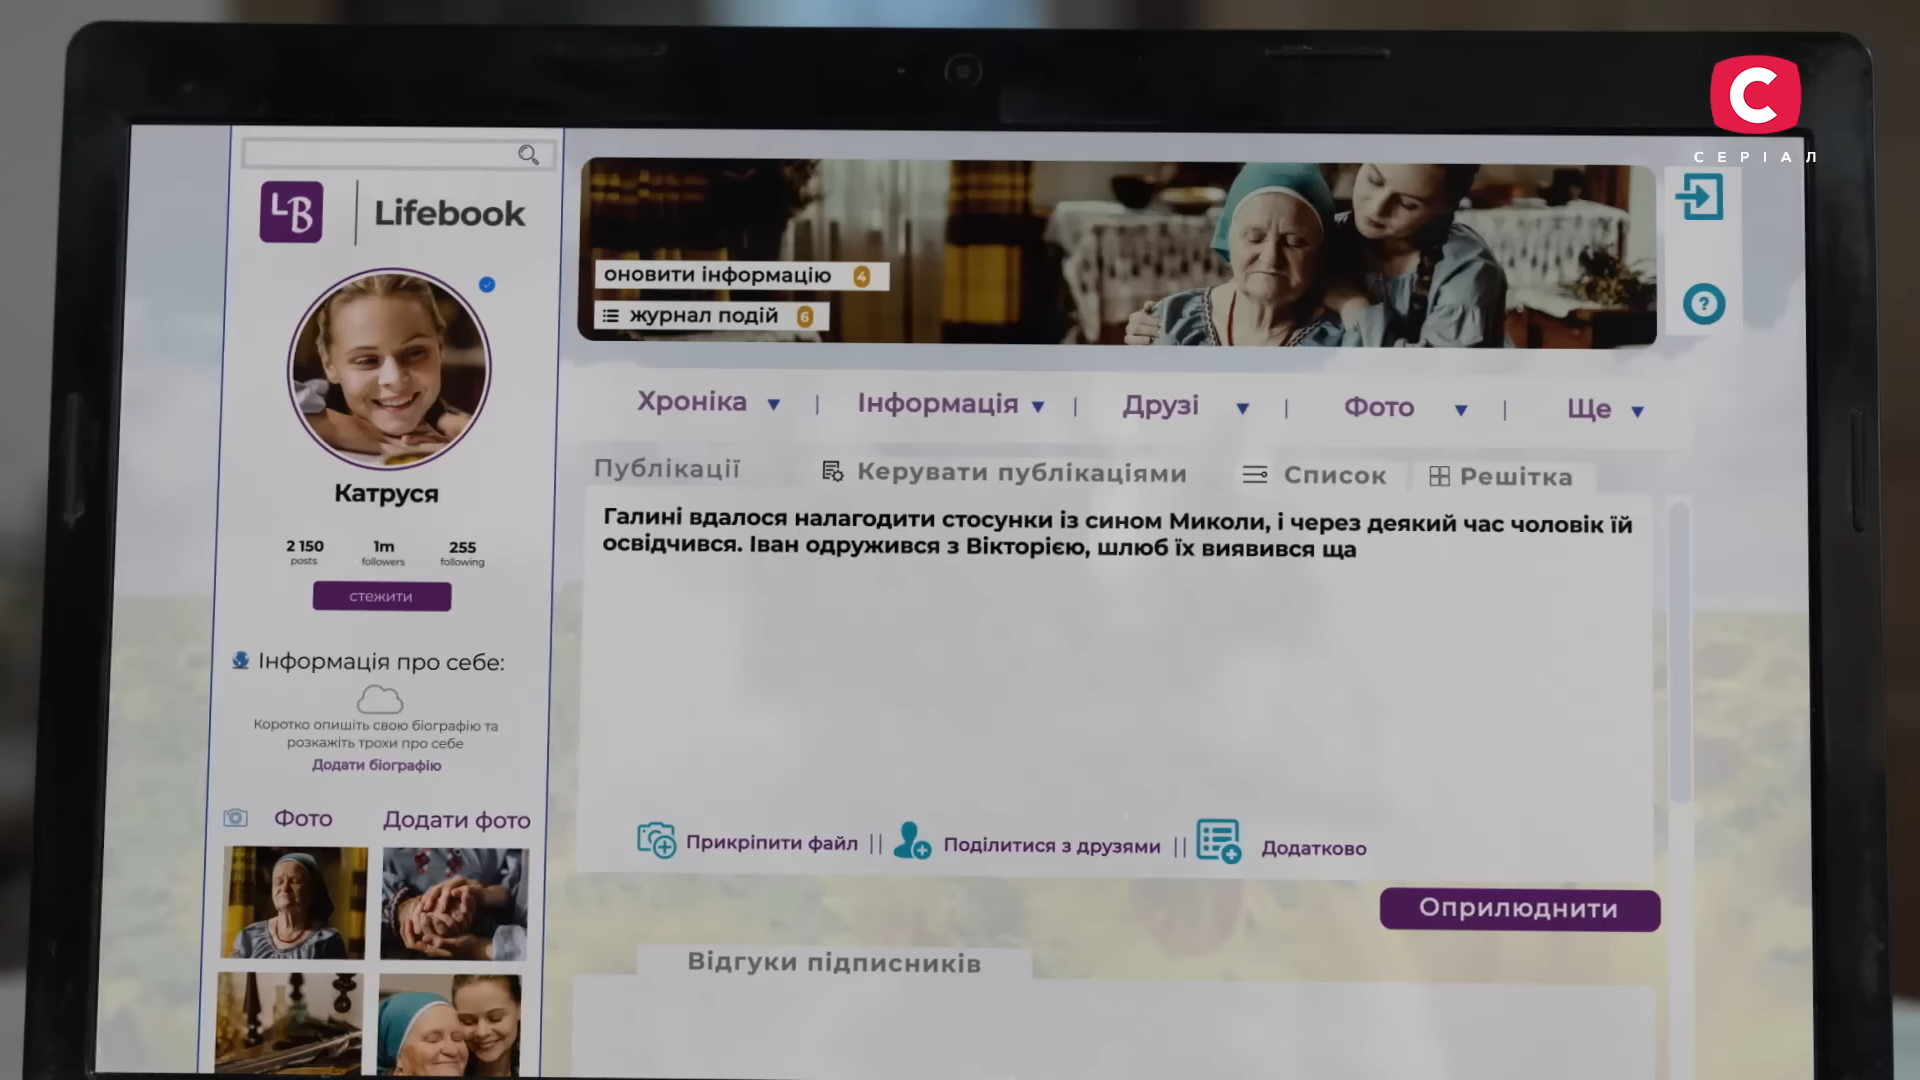 С
СЕРІАЛ
LB
Lifebook
Катруся
2 150
posts
1m
followers
255
following
стежити
Інформація про себе:
Коротко опишіть свою біографію та
розкажіть трохи про себе
Додати біографію
Фото
Додати фото
оновити інформацію 4
журнал подій 6
?
Хроніка | Інформація | Друзі | Фото | Ще
Публікації
Керувати публікаціями
Список
Решітка
Галині вдалося налагодити стосунки із сином Миколи, і через деякий час чоловік їй
освідчився. Іван одружився з Вікторією, шлюб їх виявився ща
Прикріпити файл || Поділитися з друзями || Додатково
Оприлюднити
Відгуки підписників